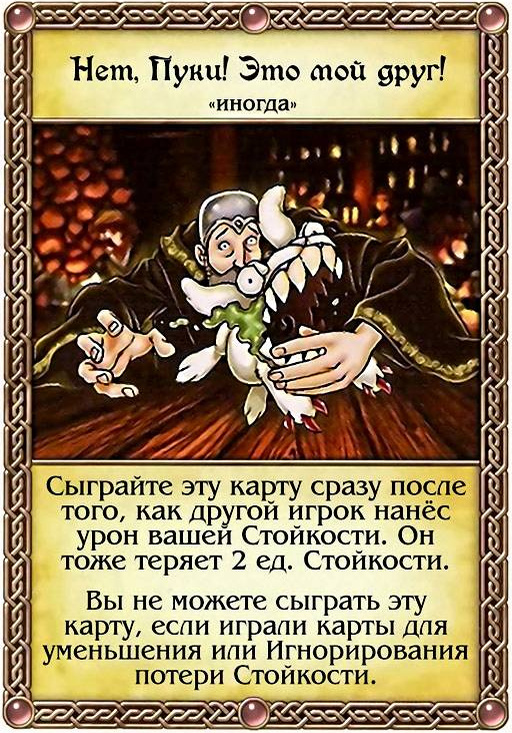 Нет, Пуки! Это мой друг!
«иногда»
Сыграйте эту карту сразу после
того, как другой игрок нанёс
урон вашей Стойкости. Он
тоже теряет 2 ед. Стойкости.
Вы не можете сыграть эту
карту, если играли карты для
уменьшения или Игнорирования
потери Стойкости.